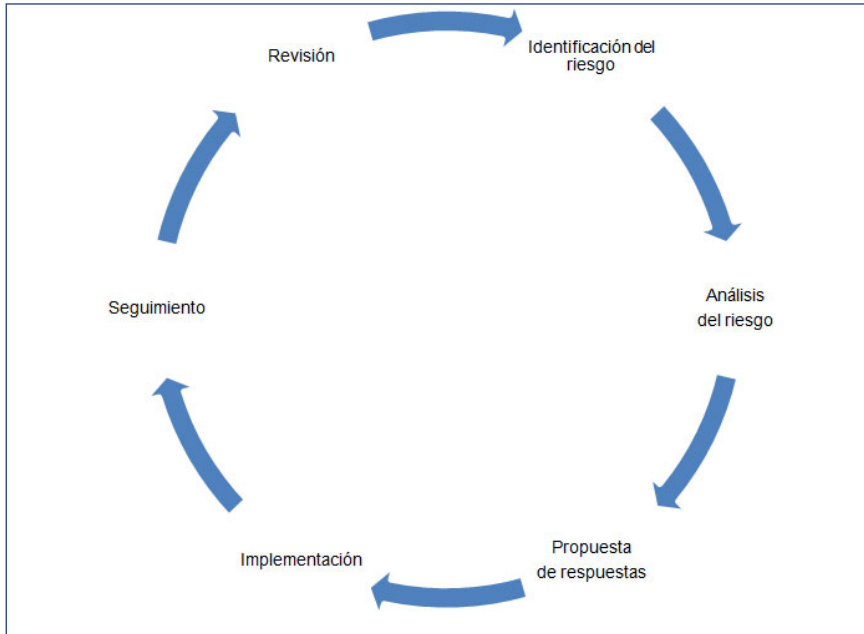 Revisión
Identificación del
riesgo
Análisis
del riesgo
Propuesta
de respuestas
Implementación
Seguimiento